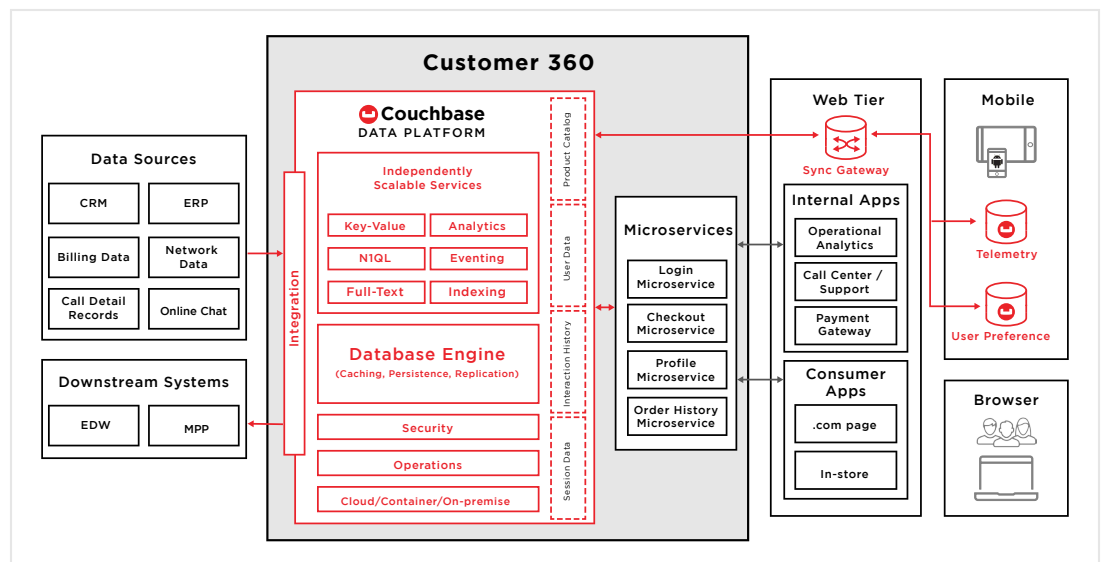 Customer 360
Couchbase
DATA PLATFORM
Data Sources
CRM
ERP
Billing Data
Network
Data
Call Detail
Records
Online Chat
Downstream Systems
EDW
MPP
Integration
Independently
Scalable Services
Key-Value
Analytics
N1QL
Eventing
Full-Text
Indexing
Database Engine
(Caching, Persistence, Replication)
Security
Operations
Cloud/Container/On-premise
Product Catalog
User Data
Interaction History
Session Data
Microservices
Login
Microservice
Checkout
Microservice
Profile
Microservice
Order History
Microservice
Web Tier
Sync Gateway
Internal Apps
Operational
Analytics
Call Center /
Support
Payment
Gateway
Consumer
Apps
.com page
In-store
Mobile
Telemetry
User Preference
Browser